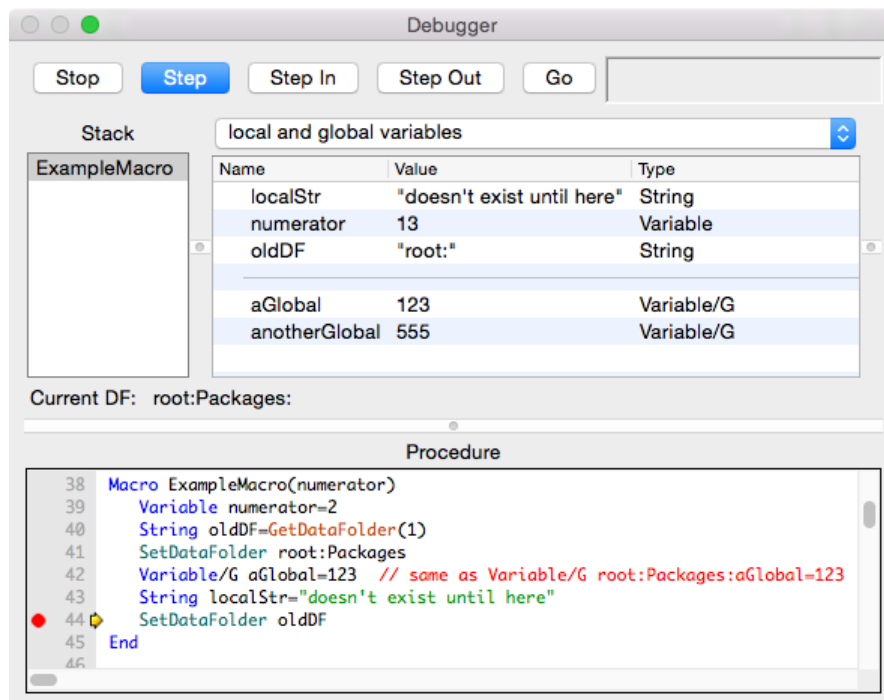 Debugger
Stop Step Step In Step Out Go
Stack local and global variables
ExampleMacro Name Value Type
localStr "doesn't exist until here" String
numerator 13 Variable
oldDF "root:" String
aGlobal 123 Variable/G
anotherGlobal 555 Variable/G
Current DF: root:Packages:
Procedure
38 Macro ExampleMacro(numerator)
39 Variable numerator=2
40 String oldDF=GetDataFolder(1)
41 SetDataFolder root:Packages
42 Variable/G aGlobal=123 // same as Variable/G root:Packages:aGlobal=123
43 String localStr="doesn't exist until here"
44 SetDataFolder oldDF
45 End
46